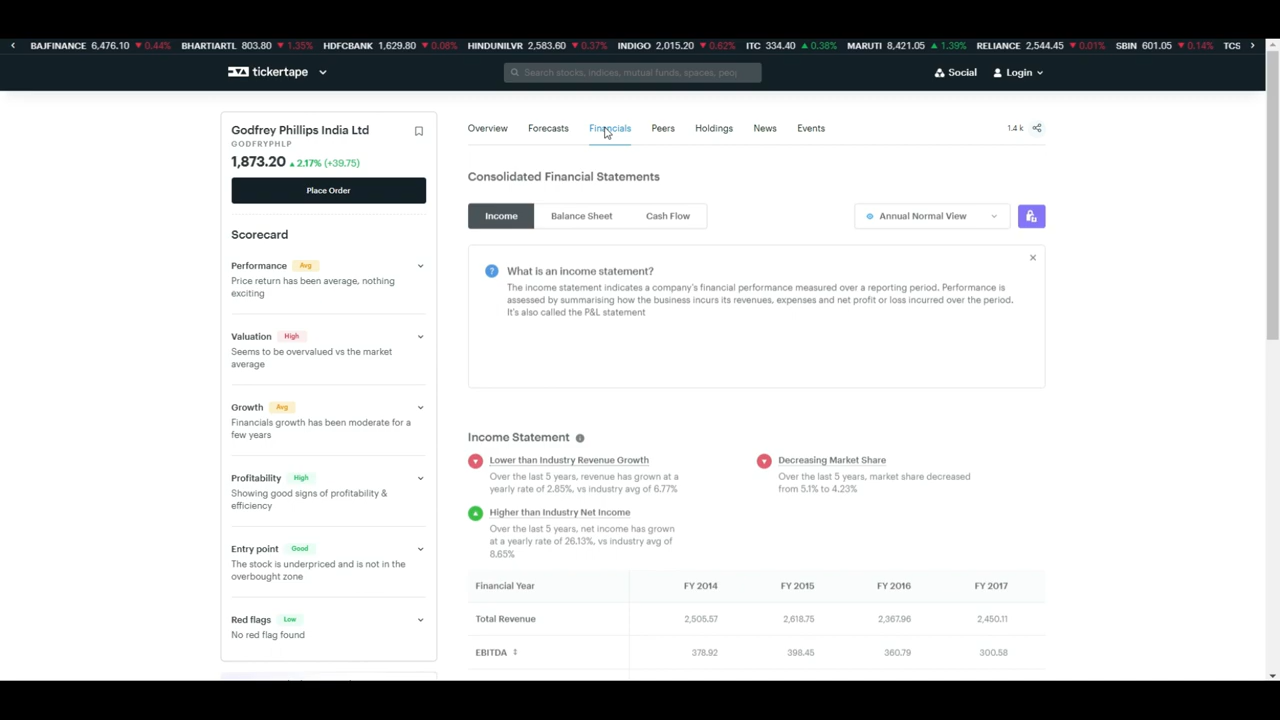 BAJFINANCE 6,476.10 ▼ 0.44% BHARTIARTL 803.80 ▼ 1.35% HDFCBANK 1,629.80 ▼ 0.08% HINDUNILVR 2,583.60 ▼ 0.37% INDIGO 2,015.20 ▼ 0.62% ITC 334.40 ▲ 0.38% MARUTI 8,421.05 ▲ 1.39% RELIANCE 2,544.45 ▼ 0.01% SBIN 601.05 ▼ 0.14% TCS
tickertape
Search stocks, indices, mutual funds, spaces, peo
Social
Login
Godfrey Phillips India Ltd
GODFRYPHLP
1,873.20 ▲ 2.17% (+39.75)
Place Order
Scorecard
Performance Avg
Price return has been average, nothing
exciting
Valuation High
Seems to be overvalued vs the market
average
Growth Avg
Financials growth has been moderate for a
few years
Profitability High
Showing good signs of profitability &
efficiency
Entry point Good
The stock is underpriced and is not in the
overbought zone
Red flags Low
No red flag found
Overview Forecasts Financials Peers Holdings News Events 1.4 k
Consolidated Financial Statements
Income Balance Sheet Cash Flow Annual Normal View
What is an income statement?
The income statement indicates a company's financial performance measured over a reporting period. Performance is
assessed by summarising how the business incurs its revenues, expenses and net profit or loss incurred over the period.
It's also called the P&L statement
Income Statement
Lower than Industry Revenue Growth
Over the last 5 years, revenue has grown at a
yearly rate of 2.85%, vs industry avg of 6.77%
Decreasing Market Share
Over the last 5 years, market share decreased
from 5.1% to 4.23%
Higher than Industry Net Income
Over the last 5 years, net income has grown
at a yearly rate of 26.13%, vs industry avg of
8.65%
Financial Year FY 2014 FY 2015 FY 2016 FY 2017
Total Revenue 2,505.57 2,618.75 2,367.96 2,450.11
EBITDA 378.92 398.45 360.79 300.58